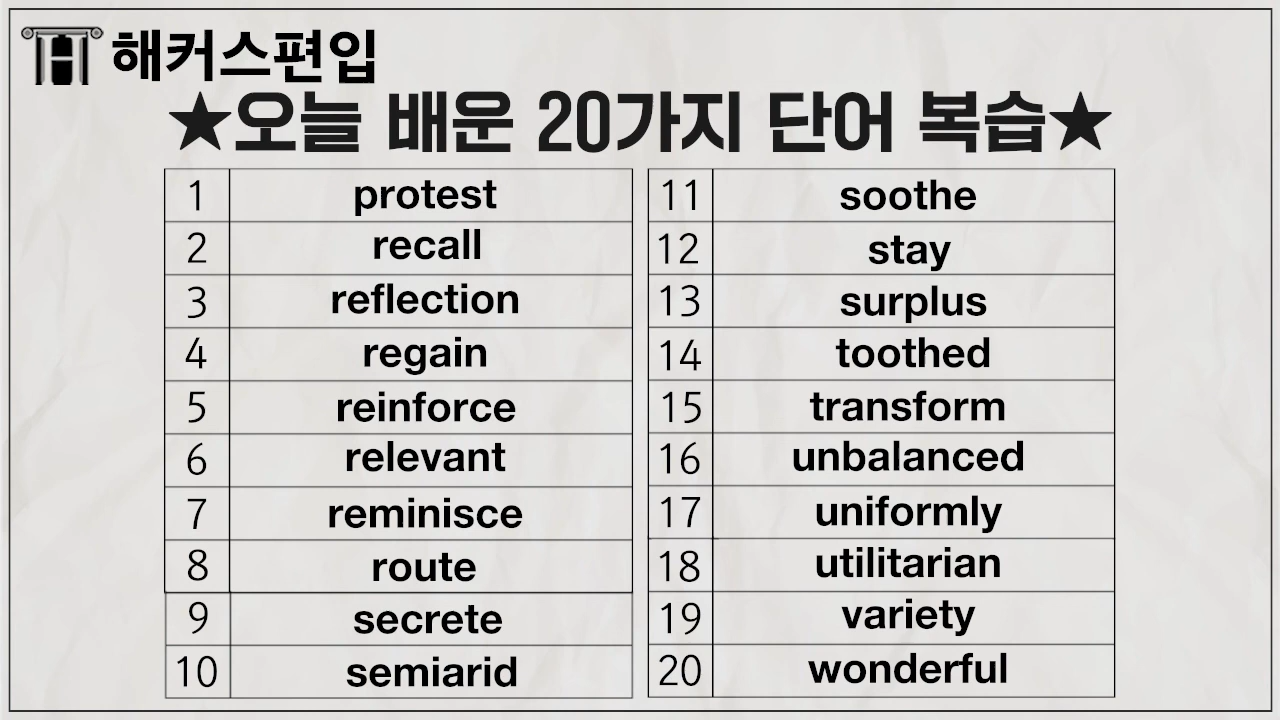 해커스편입
★오늘 배운 20가지 단어 복습★
1 protest
2 recall
3 reflection
4 regain
5 reinforce
6 relevant
7 reminisce
8 route
9 secrete
10 semiarid
11 soothe
12 stay
13 surplus
14 toothed
15 transform
16 unbalanced
17 uniformly
18 utilitarian
19 variety
20 wonderful